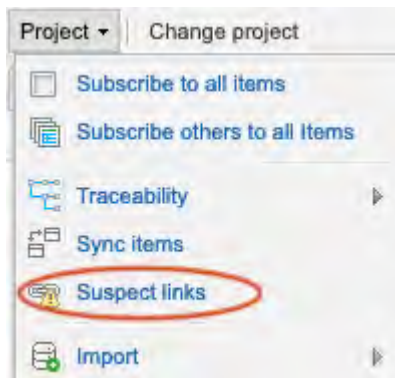 Project Change project
Subscribe to all items
Subscribe others to all Items
Traceability
Sync items
Suspect links
Import